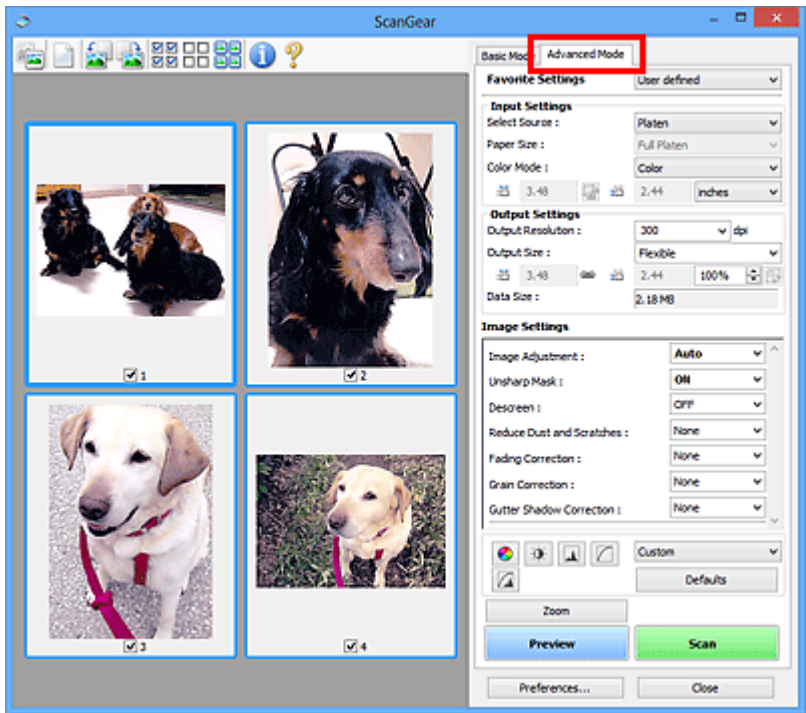 ScanGear
Basic Mode Advanced Mode
Favorite Settings User defined
Input Settings
Select Source : Platen
Paper Size : Full Platen
Color Mode : Color
3.48 2.44 inches
Output Settings
Output Resolution : 300 dpi
Output Size : Flexible
3.48 2.44 100%
Data Size : 2.18 MB
Image Settings
Image Adjustment : Auto
Unsharp Mask : ON
Descreen : OFF
Reduce Dust and Scratches : None
Fading Correction : None
Grain Correction : None
Gutter Shadow Correction : None
Custom
Defaults
Zoom
Preview Scan
Preferences... Close
1
2
3
4